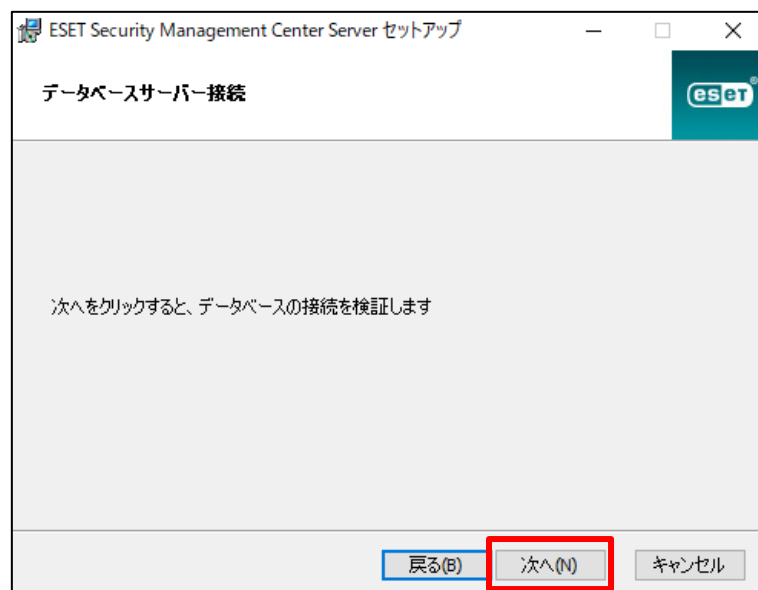 ESET Security Management Center Server セットアップ
データベースサーバー接続
eset®
次へをクリックすると、データベースの接続を検証します
戻る(B)
次へ(N)
キャンセル